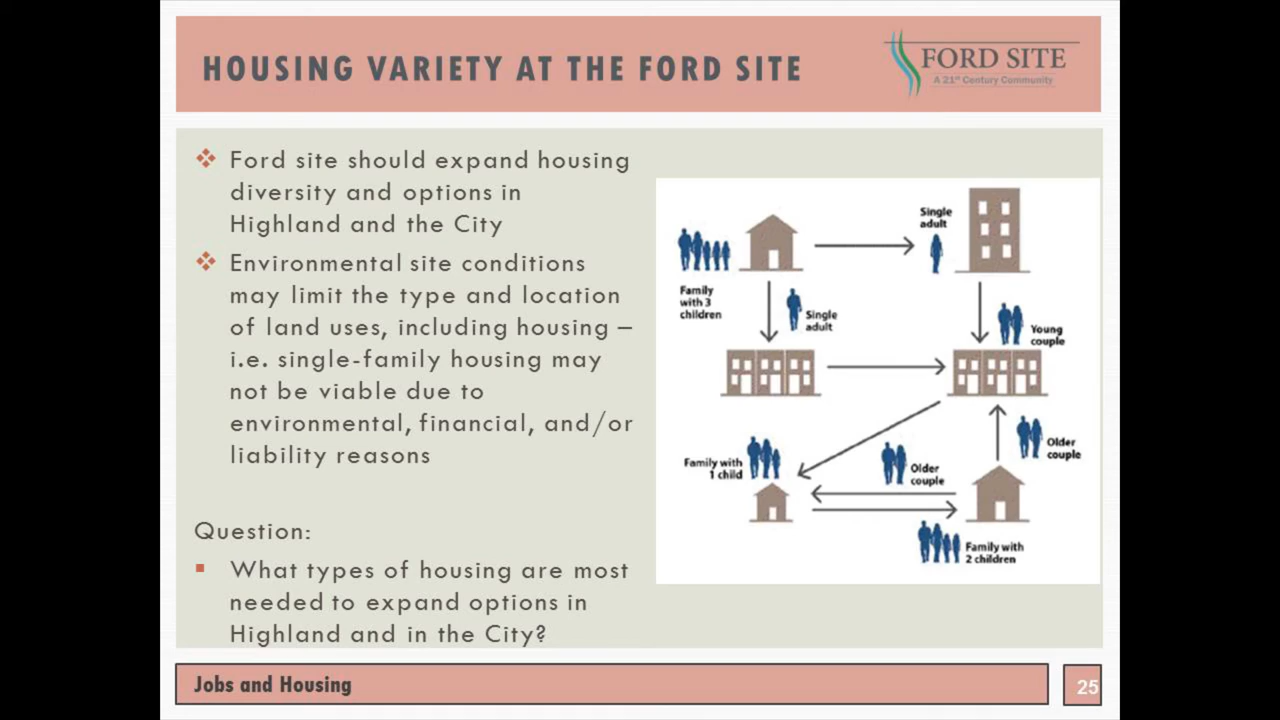 HOUSING VARIETY AT THE FORD SITE
FORD SITE
A 21st Century Community
Ford site should expand housing
diversity and options in
Highland and the City
Environmental site conditions
may limit the type and location
of land uses, including housing –
i.e. single-family housing may
not be viable due to
environmental, financial, and/or
liability reasons
Question:
What types of housing are most
needed to expand options in
Highland and in the City?
Single
adult
Family
with 3
children
Single
adult
Young
couple
Family with
1 child
Older
couple
Older
couple
Family with
2 children
Jobs and Housing
25